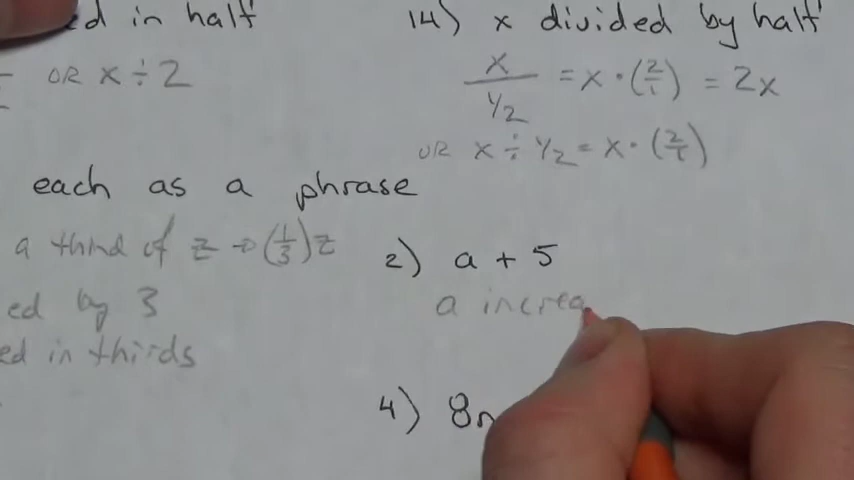 ed in half
OR x ÷ 2
14) x divided by half
x / 1/2 = x · (2/1) = 2x
OR x ÷ 1/2 = x · (2/1)
each as a phrase
a third of z → (1/3)z
ed by 3
ed in thirds
2) a + 5
a increa
4) 8n